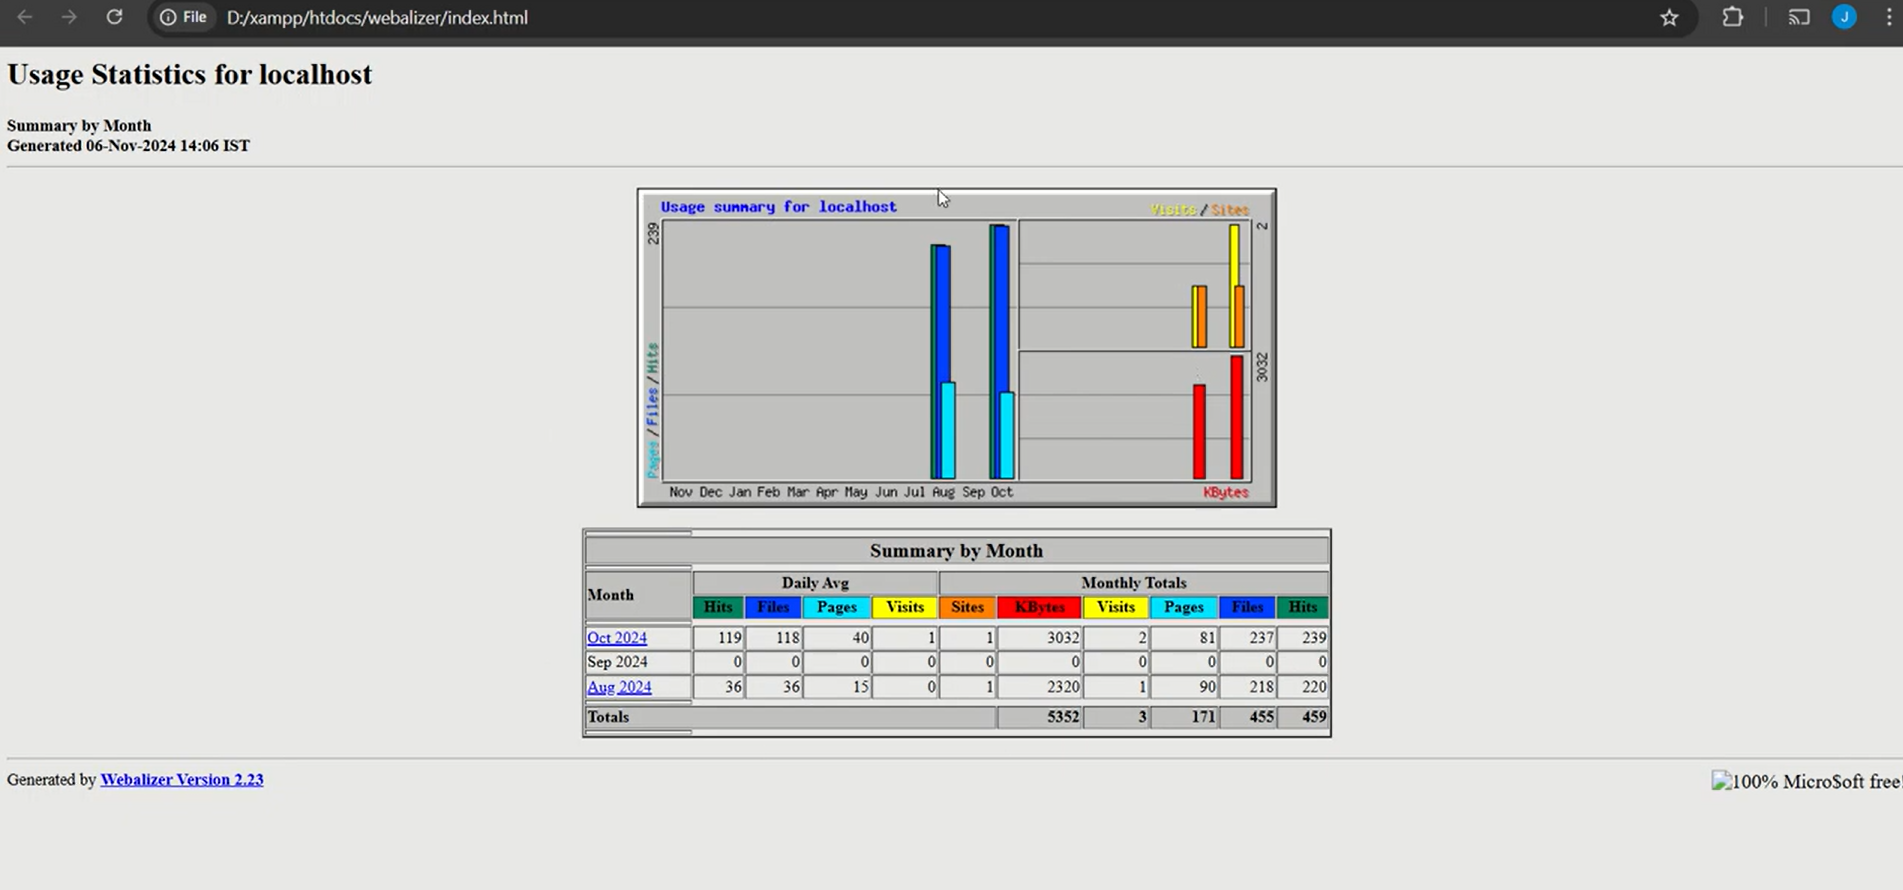 File D:/xampp/htdocs/webalizer/index.html J
Usage Statistics for localhost
Summary by Month
Generated 06-Nov-2024 14:06 IST
Usage summary for localhost
Visits / Sites
239
2
Pages / Files / Hits
3032
Nov Dec Jan Feb Mar Apr May Jun Jul Aug Sep Oct
KBytes
Summary by Month
Month
Daily Avg Monthly Totals
Hits Files Pages Visits Sites KBytes Visits Pages Files Hits
Oct 2024 119 118 40 1 1 3032 2 81 237 239
Sep 2024 0 0 0 0 0 0 0 0 0 0
Aug 2024 36 36 15 0 1 2320 1 90 218 220
Totals 5352 3 171 455 459
Generated by Webalizer Version 2.23
100% Micro$oft free!